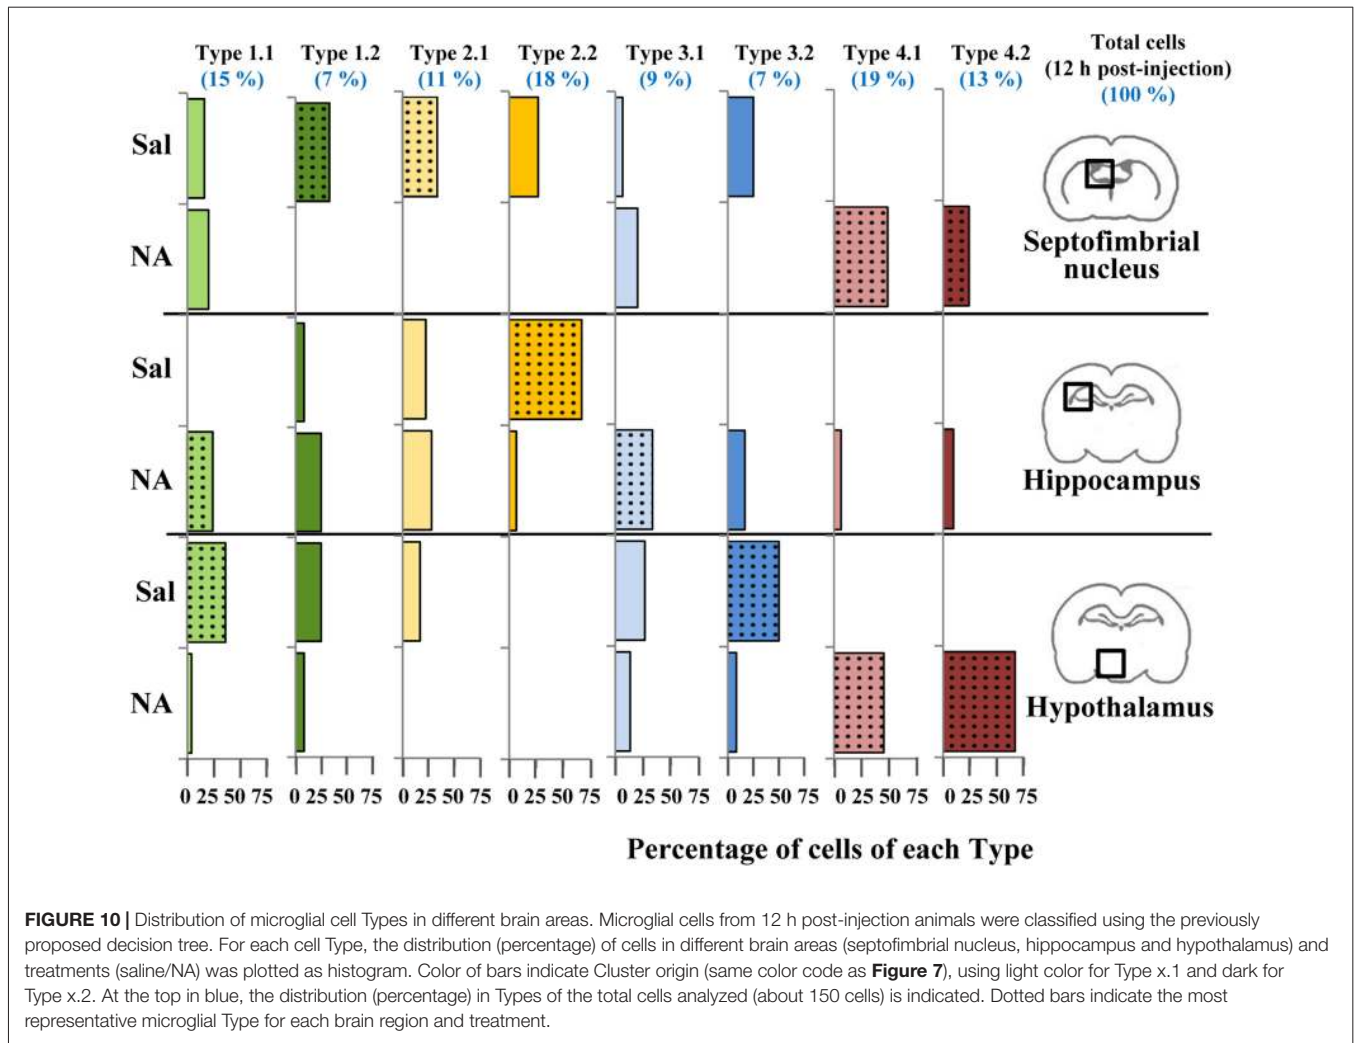 Type 1.1 Type 1.2 Type 2.1 Type 2.2 Type 3.1 Type 3.2 Type 4.1 Type 4.2 Total cells
(12 h post-injection)
(15 %) (7 %) (11 %) (18 %) (9 %) (7 %) (19 %) (13 %) (100 %)
Sal
NA
Septofimbrial
nucleus
Sal
NA
Hippocampus
Sal
NA
Hypothalamus
0 25 50 75 0 25 50 75 0 25 50 75 0 25 50 75 0 25 50 75 0 25 50 75 0 25 50 75 0 25 50 75
Percentage of cells of each Type
FIGURE 10 | Distribution of microglial cell Types in different brain areas. Microglial cells from 12 h post-injection animals were classified using the previously
proposed decision tree. For each cell Type, the distribution (percentage) of cells in different brain areas (septofimbrial nucleus, hippocampus and hypothalamus) and
treatments (saline/NA) was plotted as histogram. Color of bars indicate Cluster origin (same color code as Figure 7), using light color for Type x.1 and dark for
Type x.2. At the top in blue, the distribution (percentage) in Types of the total cells analyzed (about 150 cells) is indicated. Dotted bars indicate the most
representative microglial Type for each brain region and treatment.